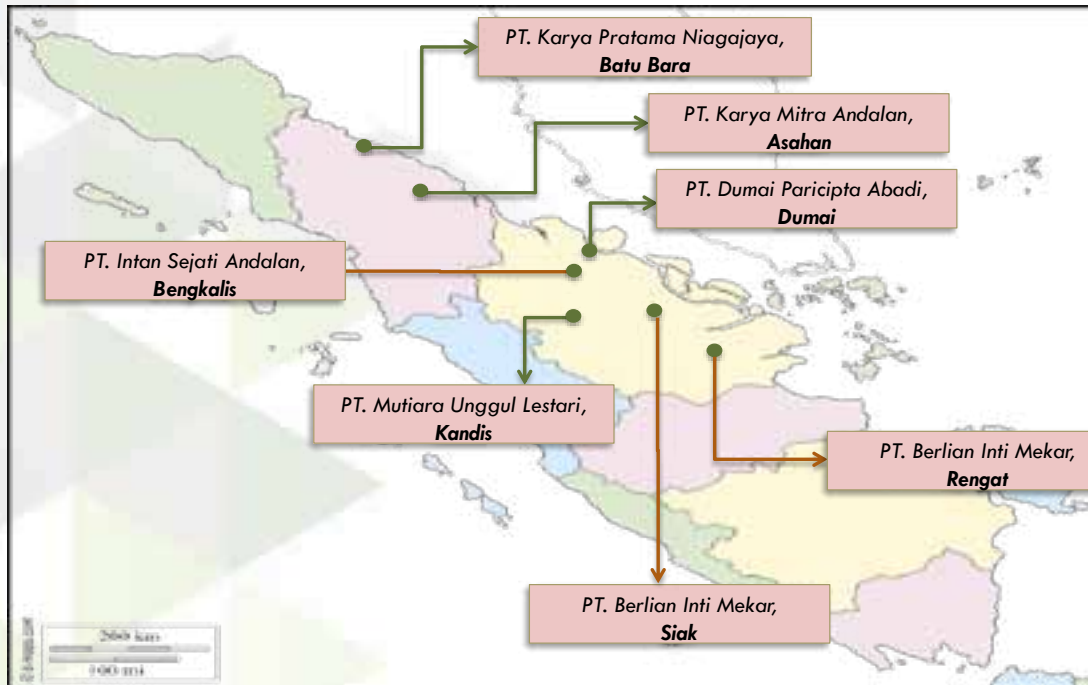 PT. Karya Pratama Niagajaya,
Batu Bara
PT. Karya Mitra Andalan,
Asahan
PT. Dumai Paricipta Abadi,
Dumai
PT. Intan Sejati Andalan,
Bengkalis
PT. Mutiara Unggul Lestari,
Kandis
PT. Berlian Inti Mekar,
Rengat
PT. Berlian Inti Mekar,
Siak
200 km
100 mi